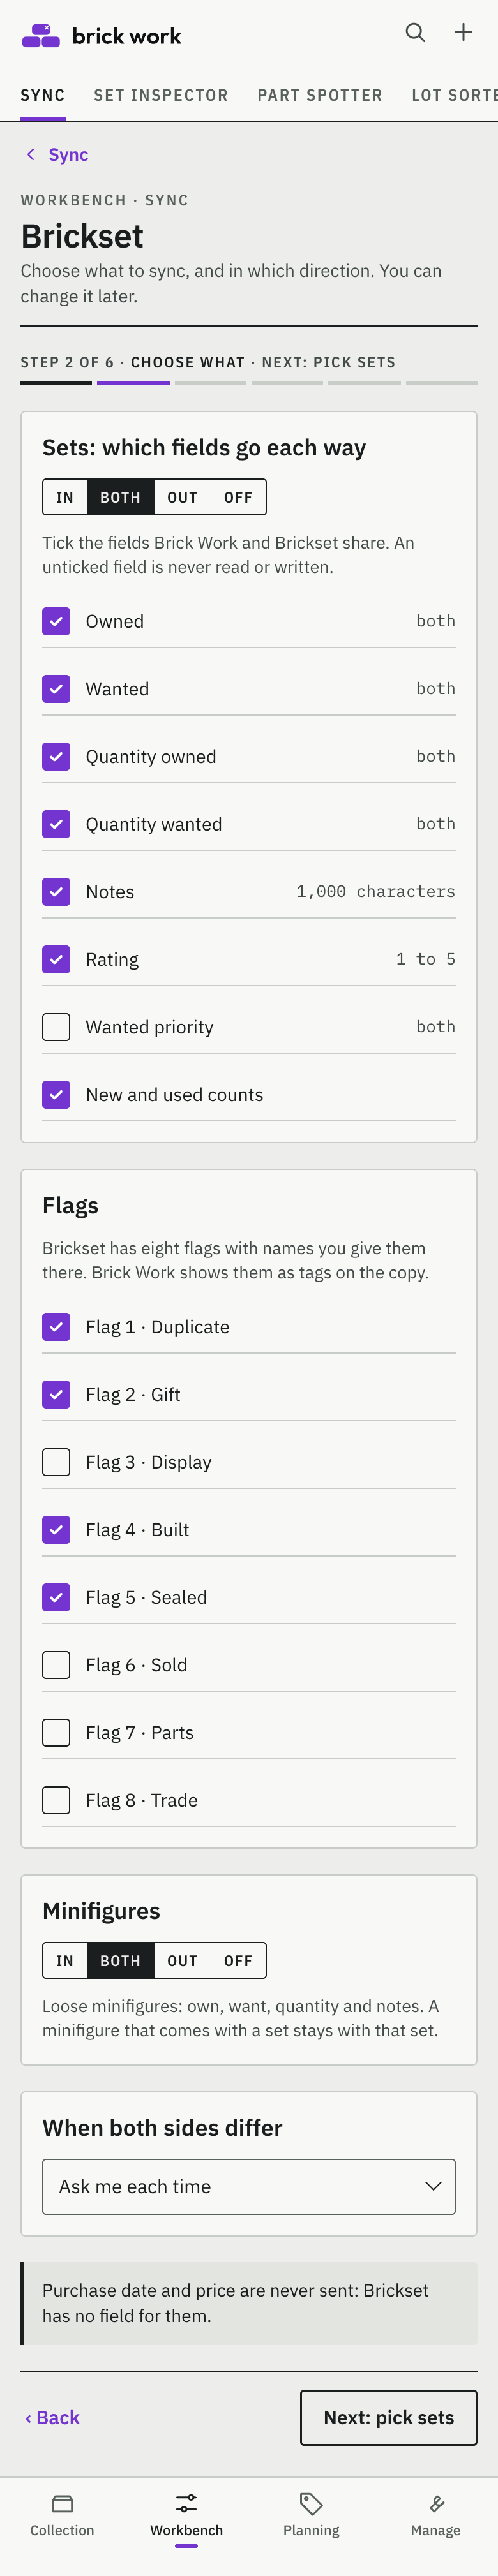 brick work
SYNC SET INSPECTOR PART SPOTTER LOT SORTE
Sync
WORKBENCH · SYNC
Brickset
Choose what to sync, and in which direction. You can
change it later.
STEP 2 OF 6 · CHOOSE WHAT · NEXT: PICK SETS
Sets: which fields go each way
IN BOTH OUT OFF
Tick the fields Brick Work and Brickset share. An
unticked field is never read or written.
Owned both
Wanted both
Quantity owned both
Quantity wanted both
Notes 1,000 characters
Rating 1 to 5
Wanted priority both
New and used counts
Flags
Brickset has eight flags with names you give them
there. Brick Work shows them as tags on the copy.
Flag 1 · Duplicate
Flag 2 · Gift
Flag 3 · Display
Flag 4 · Built
Flag 5 · Sealed
Flag 6 · Sold
Flag 7 · Parts
Flag 8 · Trade
Minifigures
IN BOTH OUT OFF
Loose minifigures: own, want, quantity and notes. A
minifigure that comes with a set stays with that set.
When both sides differ
Ask me each time
Purchase date and price are never sent: Brickset
has no field for them.
‹ Back Next: pick sets
Collection Workbench Planning Manage